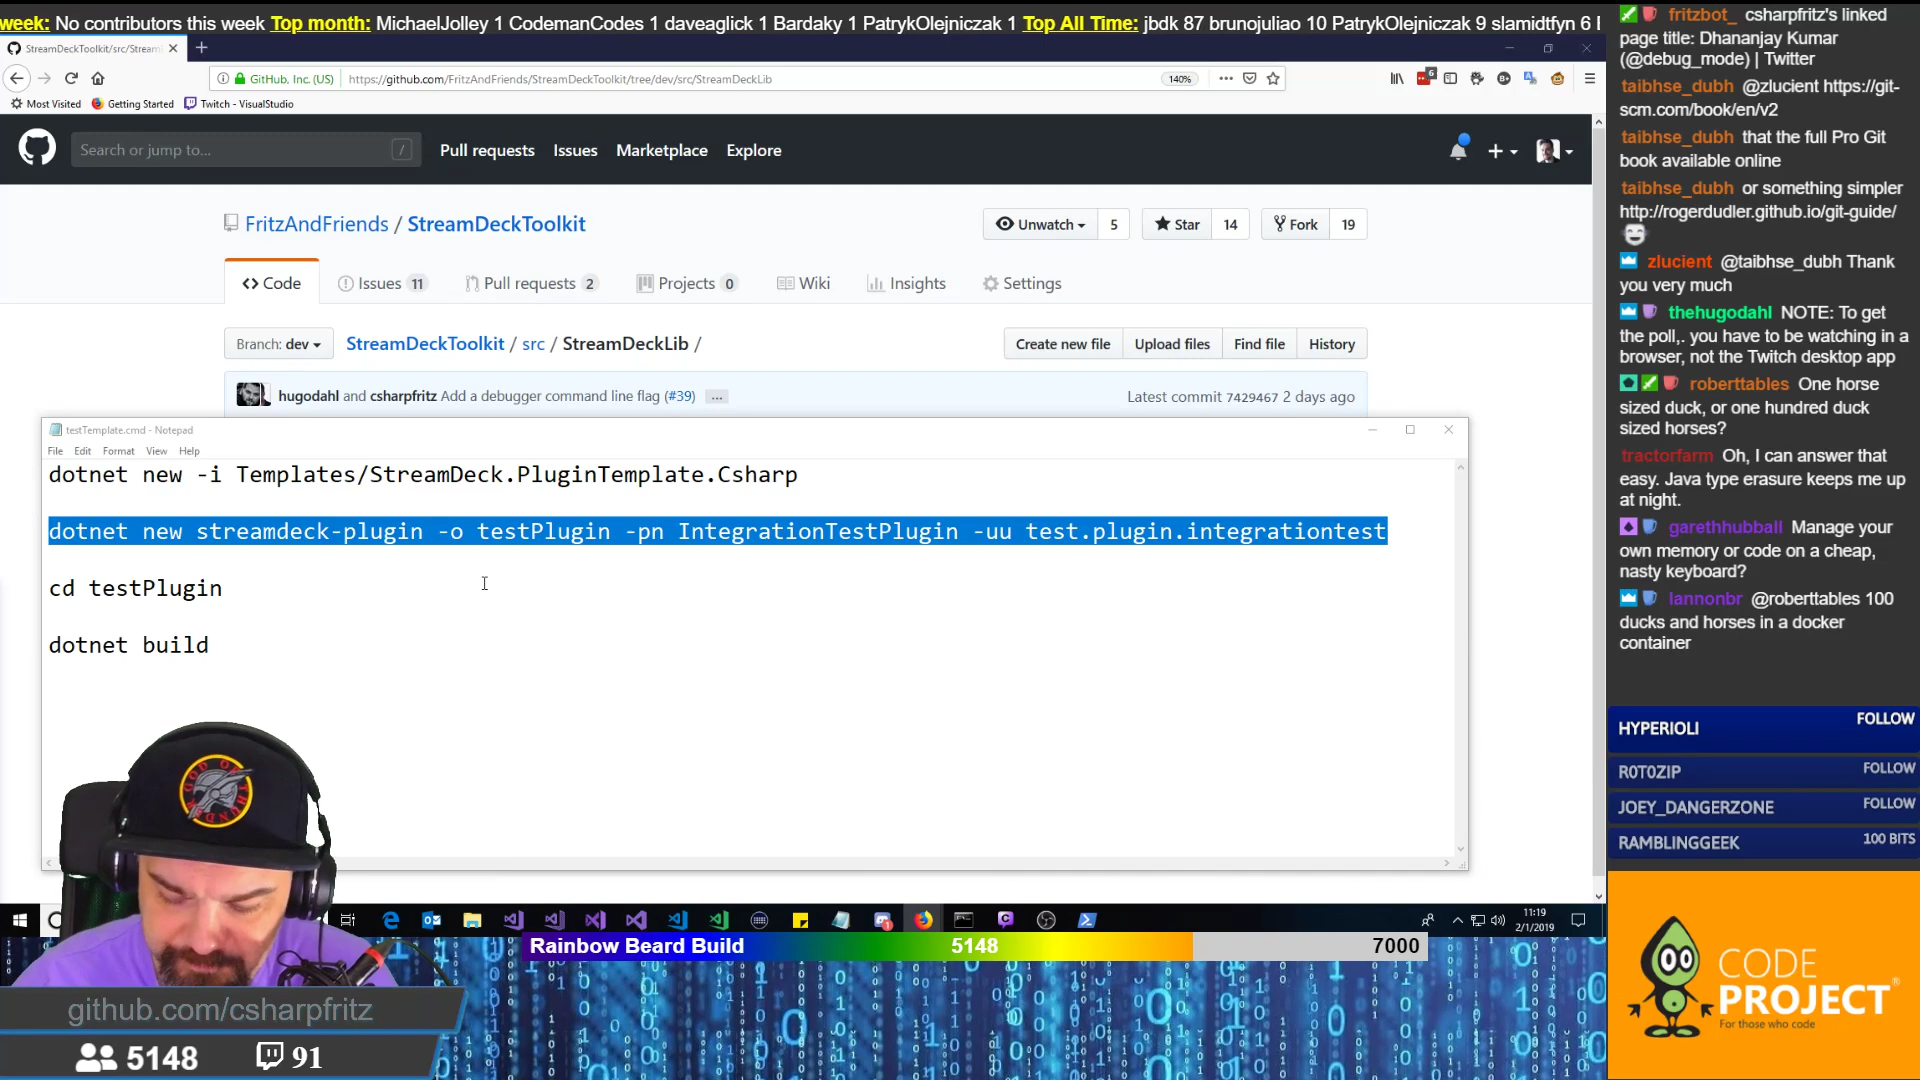 week: No contributors this week Top month: MichaelJolley 1 CodemanCodes 1 daveaglick 1 Bardaky 1 PatrykOlejniczak 1 Top All Time: jbdk 87 brunojuliao 10 PatrykOlejniczak 9 slamidtfyn 6
StreamDeckToolkit/src/Stream
GitHub, Inc. (US) https://github.com/FritzAndFriends/StreamDeckToolkit/tree/dev/src/StreamDeckLib 140%
Most Visited Getting Started Twitch - VisualStudio
Search or jump to... / Pull requests Issues Marketplace Explore
FritzAndFriends / StreamDeckToolkit Unwatch 5 Star 14 Fork 19
<> Code Issues 11 Pull requests 2 Projects 0 Wiki Insights Settings
Branch: dev StreamDeckToolkit / src / StreamDeckLib / Create new file Upload files Find file History
hugodahl and csharpfritz Add a debugger command line flag (#39) ... Latest commit 7429467 2 days ago
testTemplate.cmd - Notepad
File Edit Format View Help
dotnet new -i Templates/StreamDeck.PluginTemplate.Csharp
dotnet new streamdeck-plugin -o testPlugin -pn IntegrationTestPlugin -uu test.plugin.integrationtest
cd testPlugin
dotnet build
GOD OF THUNDER
11:19
2/1/2019
Rainbow Beard Build 5148 7000
github.com/csharpfritz
5148 91
fritzbot_ csharpfritz's linked
page title: Dhananjay Kumar
(@debug_mode) | Twitter
taibhse_dubh @zlucient https://git-
scm.com/book/en/v2
taibhse_dubh that the full Pro Git
book available online
taibhse_dubh or something simpler
http://rogerdudler.github.io/git-guide/
zlucient @taibhse_dubh Thank
you very much
thehugodahl NOTE: To get
the poll,. you have to be watching in a
browser, not the Twitch desktop app
roberttables One horse
sized duck, or one hundred duck
sized horses?
tractorfarm Oh, I can answer that
easy. Java type erasure keeps me up
at night.
garethhubball Manage your
own memory or code on a cheap,
nasty keyboard?
lannonbr @roberttables 100
ducks and horses in a docker
container
HYPERIOLI FOLLOW
R0T0ZIP FOLLOW
JOEY_DANGERZONE FOLLOW
RAMBLINGGEEK 100 BITS
CODE
PROJECT®
For those who code